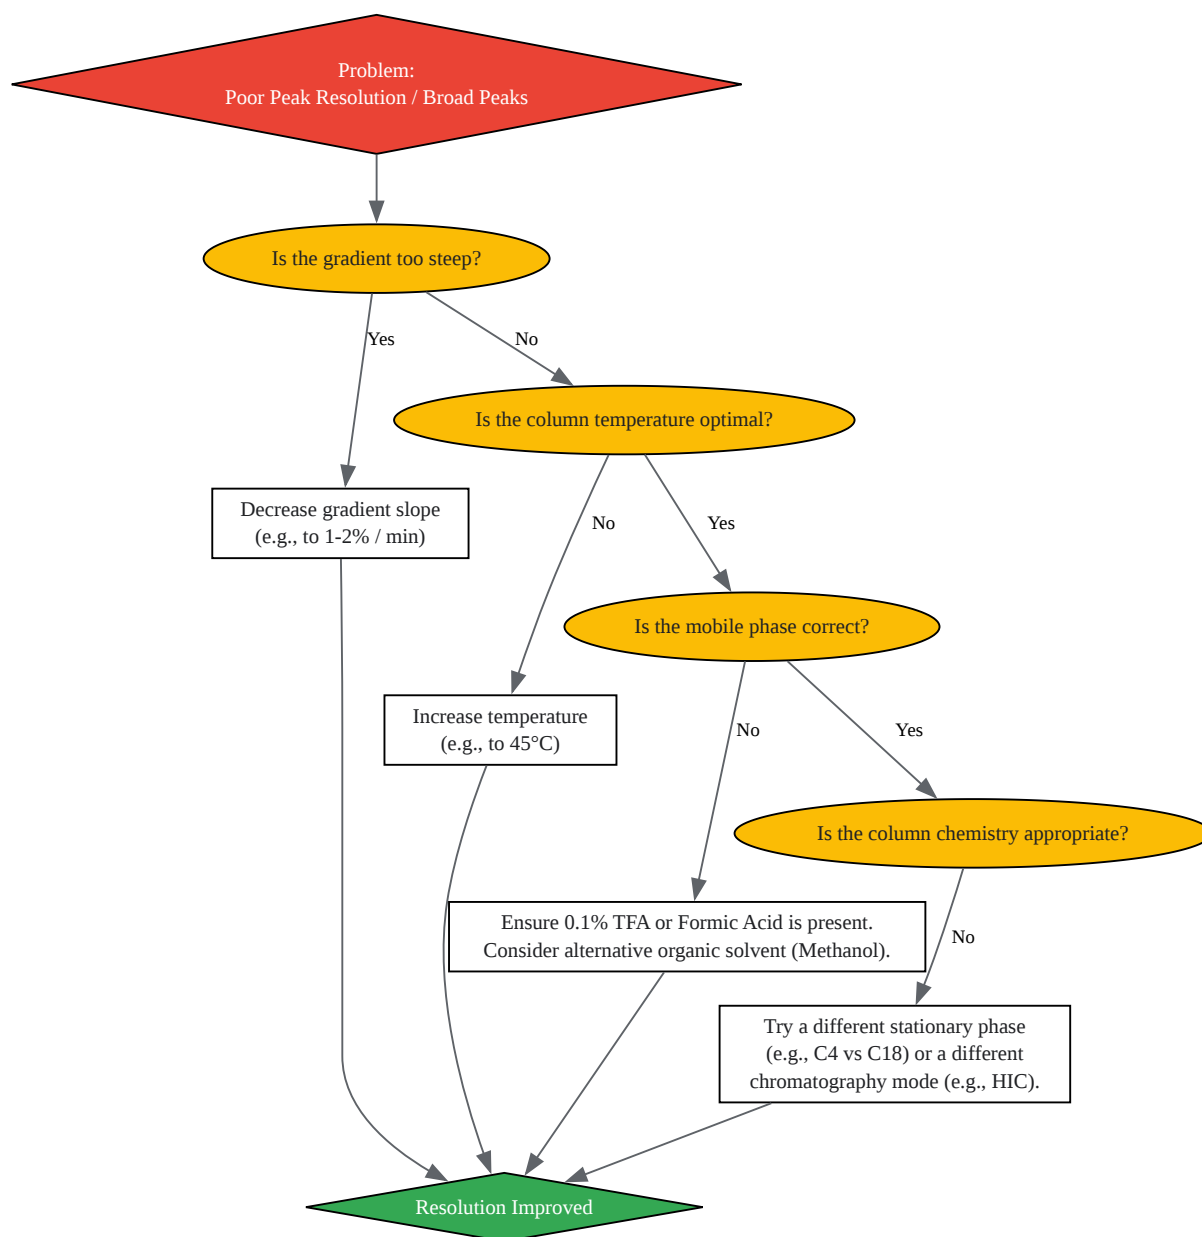 Problem:
Poor Peak Resolution / Broad Peaks
Is the gradient too steep?
Yes
No
Is the column temperature optimal?
Decrease gradient slope
(e.g., to 1-2% / min)
No
Yes
Is the mobile phase correct?
Increase temperature
(e.g., to 45°C)
No
Yes
Is the column chemistry appropriate?
Ensure 0.1% TFA or Formic Acid is present.
Consider alternative organic solvent (Methanol).
No
Try a different stationary phase
(e.g., C4 vs C18) or a different
chromatography mode (e.g., HIC).
Resolution Improved